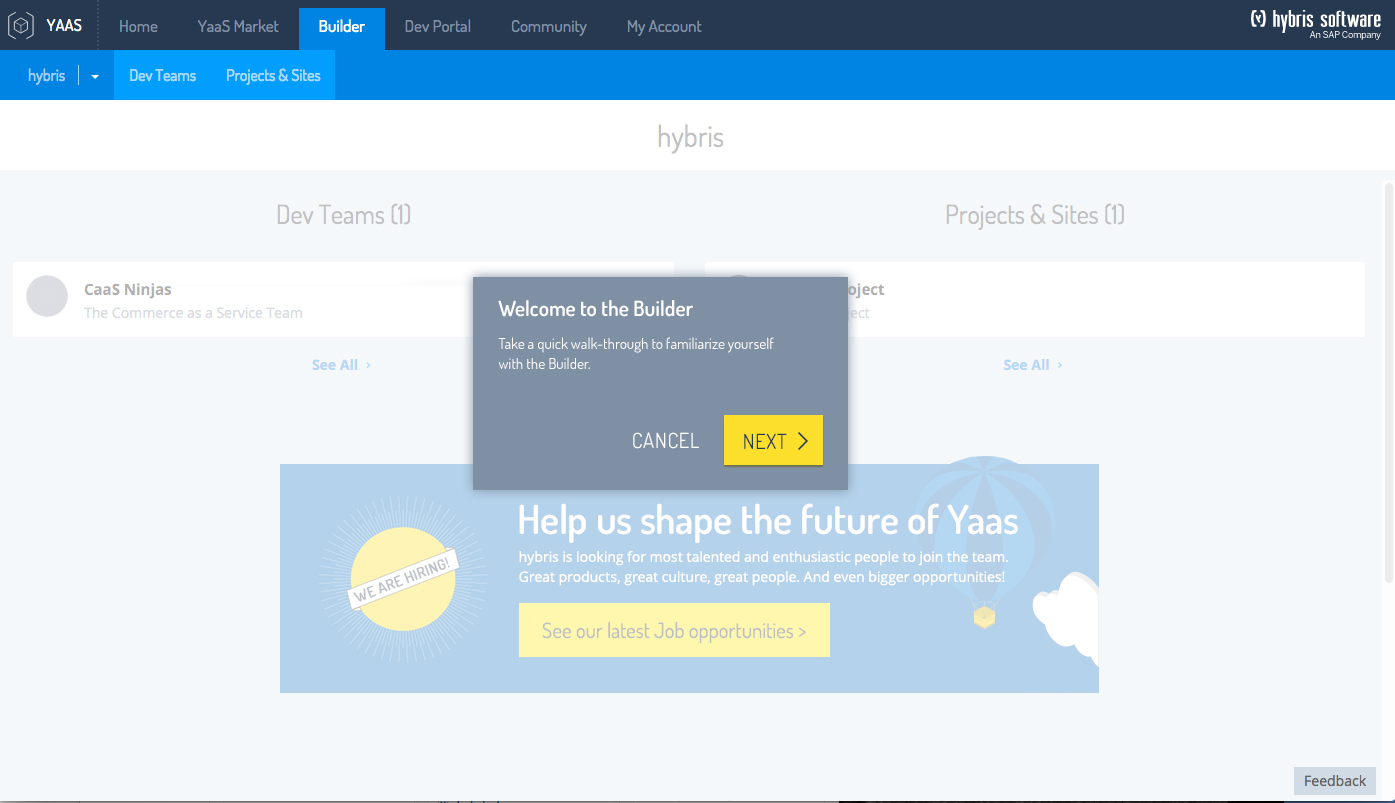 YAAS
Home
YaaS Market
Builder
Dev Portal
Community
My Account
hybris software
An SAP Company
hybris
Dev Teams
Projects & Sites
hybris
Dev Teams (1)
Projects & Sites (1)
CaaS Ninjas
The Commerce as a Service Team
See All >
See All >
Welcome to the Builder
Take a quick walk-through to familiarize yourself
with the Builder.
CANCEL
NEXT >
WE ARE HIRING!
Help us shape the future of Yaas
hybris is looking for most talented and enthusiastic people to join the team.
Great products, great culture, great people. And even bigger opportunities!
See our latest Job opportunities >
Feedback